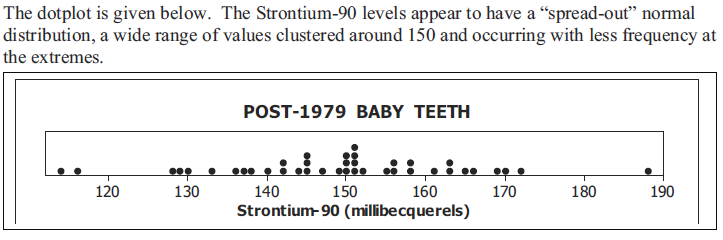 The dotplot is given below.  The Strontium-90 levels appear to have a “spread-out” normal
distribution, a wide range of values clustered around 150 and occurring with less frequency at
the extremes.
POST-1979 BABY TEETH
120 130 140 150 160 170 180 190
Strontium-90 (millibecquerels)